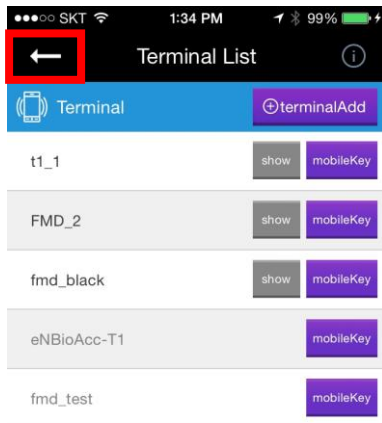 SKT 1:34 PM 99%
Terminal List
Terminal ⊕terminalAdd
t1_1 show mobileKey
FMD_2 show mobileKey
fmd_black show mobileKey
eNBioAcc-T1 mobileKey
fmd_test mobileKey